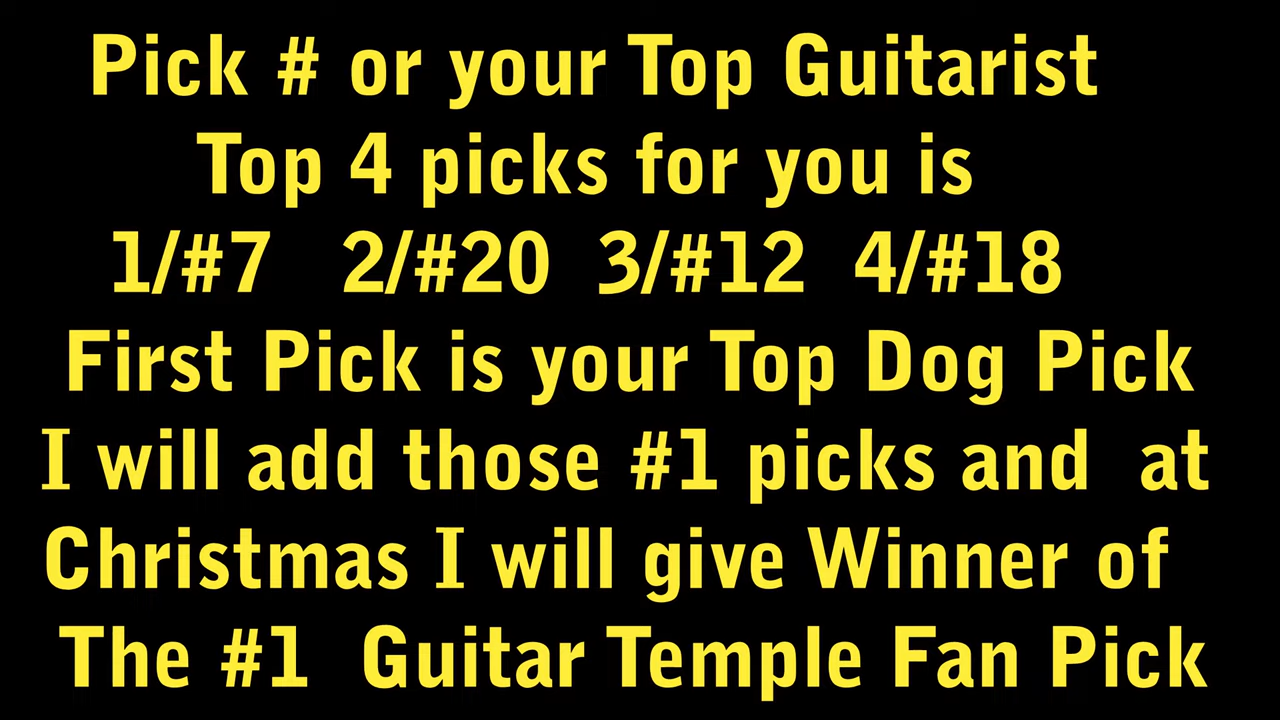 Pick # or your Top Guitarist
Top 4 picks for you is
1/#7 2/#20 3/#12 4/#18
First Pick is your Top Dog Pick
I will add those #1 picks and at
Christmas I will give Winner of
The #1 Guitar Temple Fan Pick